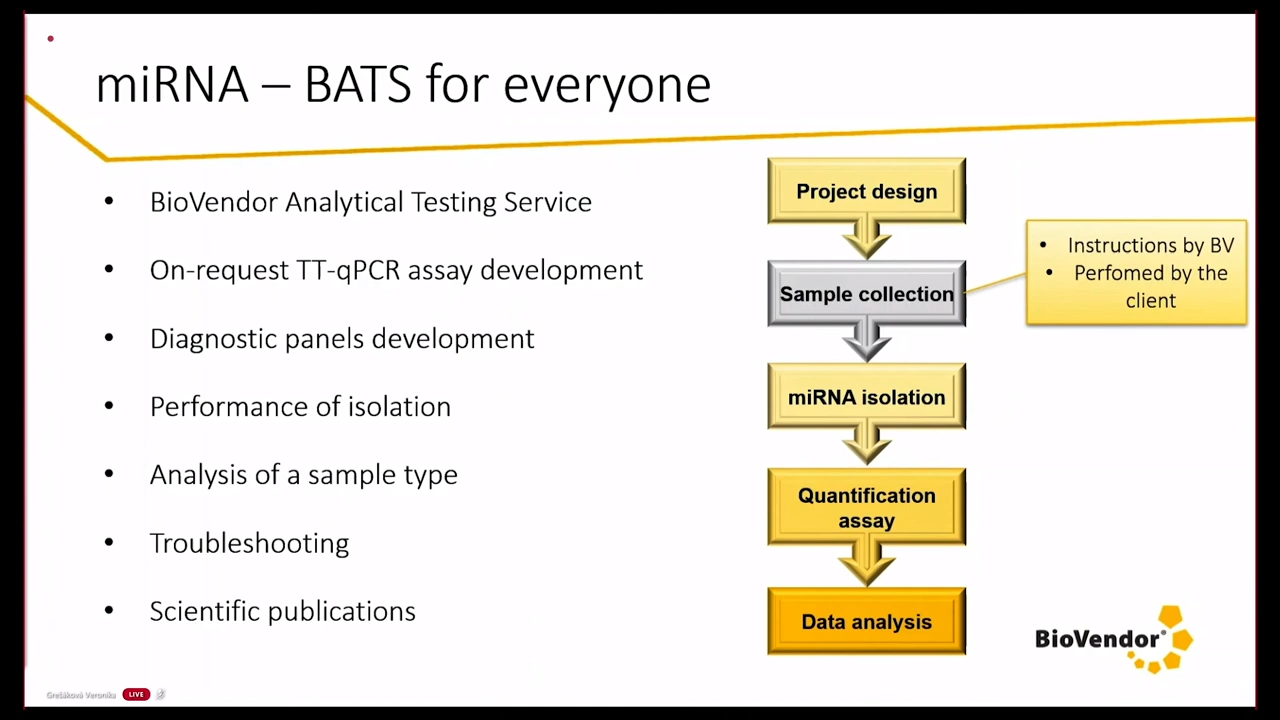 miRNA – BATS for everyone
• BioVendor Analytical Testing Service
• On-request TT-qPCR assay development
• Diagnostic panels development
• Performance of isolation
• Analysis of a sample type
• Troubleshooting
• Scientific publications
Project design
Sample collection
• Instructions by BV
• Perfomed by the
client
miRNA isolation
Quantification
assay
Data analysis
BioVendor®
Grešáková Veronika LIVE